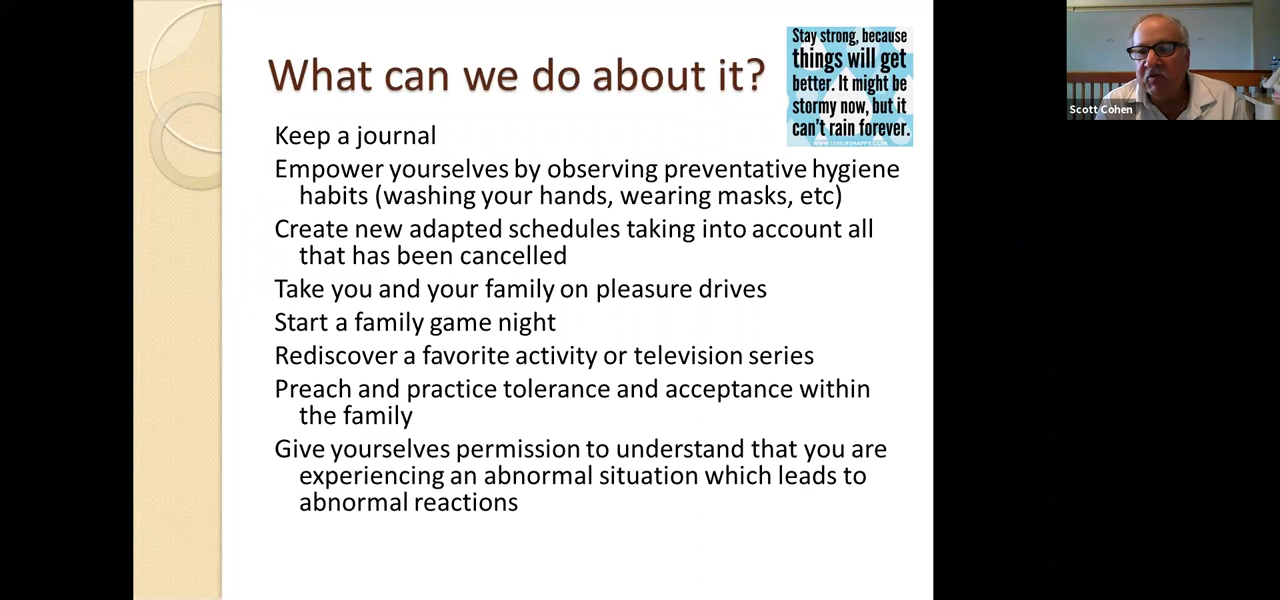 What can we do about it?
Stay strong, because
things will get
better. It might be
stormy now, but it
can't rain forever.
Keep a journal
Empower yourselves by observing preventative hygiene
habits (washing your hands, wearing masks, etc)
Create new adapted schedules taking into account all
that has been cancelled
Take you and your family on pleasure drives
Start a family game night
Rediscover a favorite activity or television series
Preach and practice tolerance and acceptance within
the family
Give yourselves permission to understand that you are
experiencing an abnormal situation which leads to
abnormal reactions
Scott Cohen